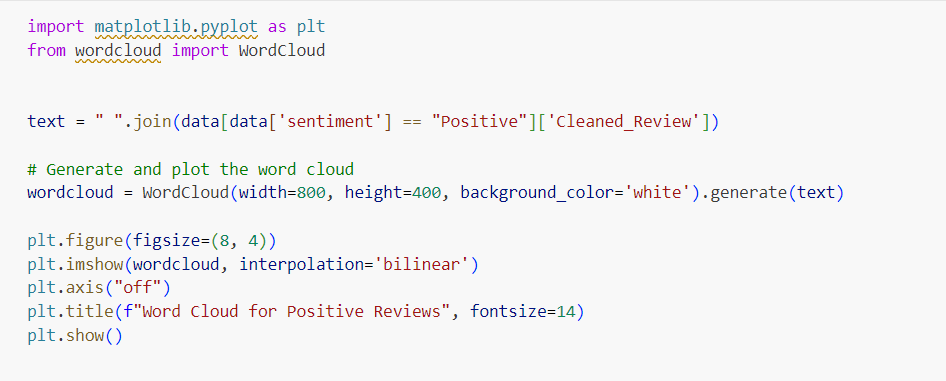 import matplotlib.pyplot as plt
from wordcloud import WordCloud
text = " ".join(data[data['sentiment'] == "Positive"]['Cleaned_Review'])
# Generate and plot the word cloud
wordcloud = WordCloud(width=800, height=400, background_color='white').generate(text)
plt.figure(figsize=(8, 4))
plt.imshow(wordcloud, interpolation='bilinear')
plt.axis("off")
plt.title(f"Word Cloud for Positive Reviews", fontsize=14)
plt.show()